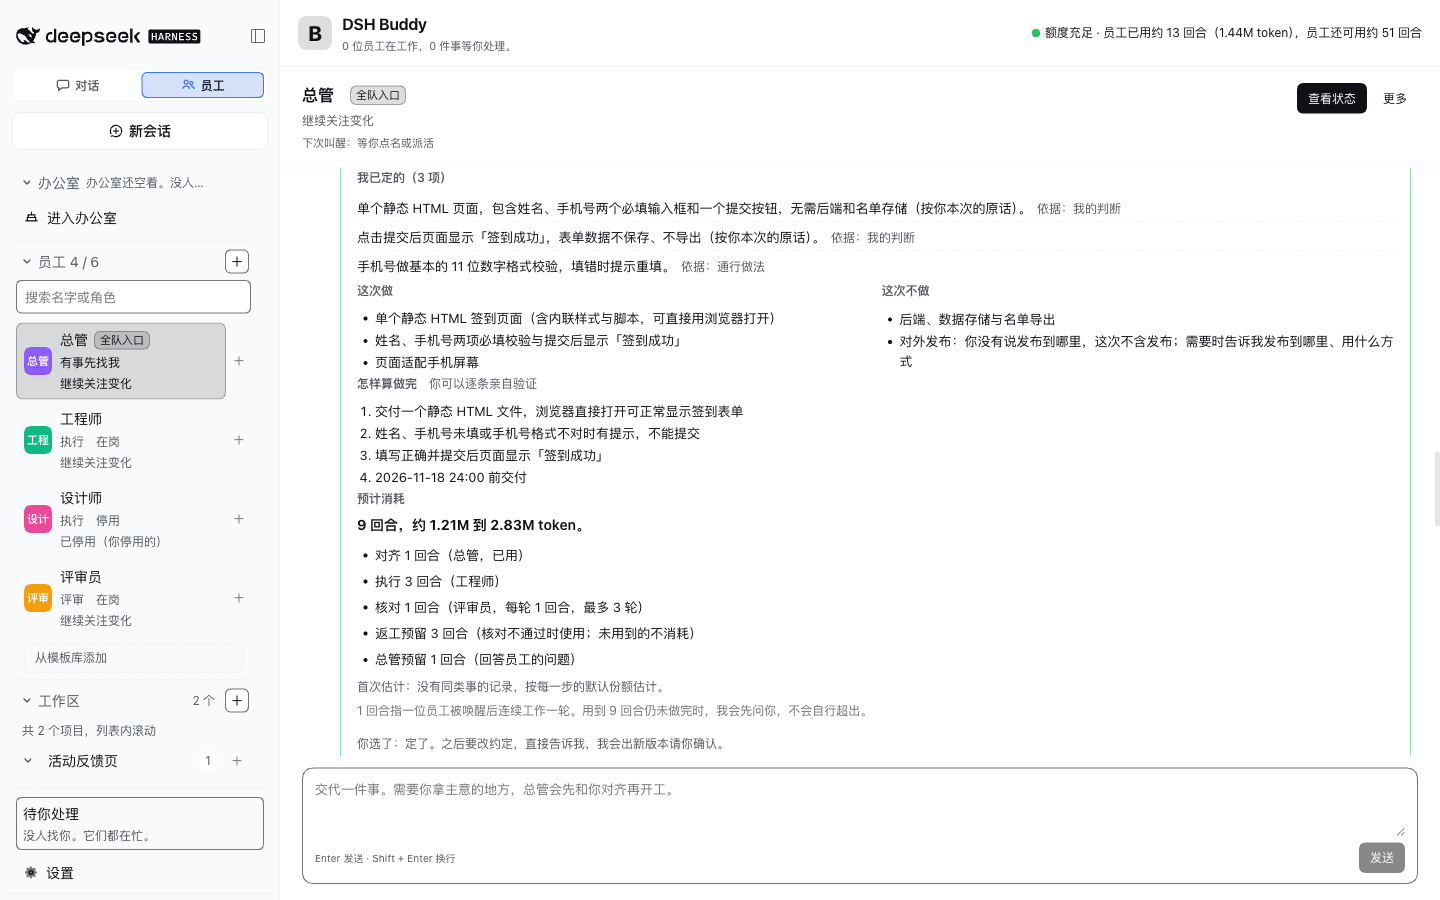 deepseek HARNESS
对话
员工
新会话
办公室 办公室还空着。没人...
进入办公室
员工 4 / 6
搜索名字或角色
总管 总管 全队入口
有事先找我
继续关注变化
工程师
工程 执行 在岗
继续关注变化
设计师
设计 执行 停用
已停用（你停用的）
评审员
评审 评审 在岗
继续关注变化
从模板库添加
工作区 2 个
共 2 个项目，列表内滚动
活动反馈页 1
待你处理
没人找你。它们都在忙。
设置
B DSH Buddy
0 位员工在工作，0 件事等你处理。
额度充足 · 员工已用约 13 回合（1.44M token），员工还可用约 51 回合
总管 全队入口
继续关注变化
下次叫醒：等你点名或派活
查看状态 更多
我已定的（3 项）
单个静态 HTML 页面，包含姓名、手机号两个必填输入框和一个提交按钮，无需后端和名单存储（按你本次的原话）。 依据：我的判断
点击提交后页面显示「签到成功」，表单数据不保存、不导出（按你本次的原话）。 依据：我的判断
手机号做基本的 11 位数字格式校验，填错时提示重填。 依据：通行做法
这次做
• 单个静态 HTML 签到页面（含内联样式与脚本，可直接用浏览器打开）
• 姓名、手机号两项必填校验与提交后显示「签到成功」
• 页面适配手机屏幕
这次不做
• 后端、数据存储与名单导出
• 对外发布：你没有说发布到哪里，这次不含发布；需要时告诉我发布到哪里、用什么方
式
怎样算做完 你可以逐条亲自验证
1. 交付一个静态 HTML 文件，浏览器直接打开可正常显示签到表单
2. 姓名、手机号未填或手机号格式不对时有提示，不能提交
3. 填写正确并提交后页面显示「签到成功」
4. 2026-11-18 24:00 前交付
预计消耗
9 回合，约 1.21M 到 2.83M token。
• 对齐 1 回合（总管，已用）
• 执行 3 回合（工程师）
• 核对 1 回合（评审员，每轮 1 回合，最多 3 轮）
• 返工预留 3 回合（核对不通过时使用；未用到的不消耗）
• 总管预留 1 回合（回答员工的问题）
首次估计：没有同类事的记录，按每一步的默认份额估计。
1 回合指一位员工被唤醒后连续工作一轮。用到 9 回合仍未做完时，我会先问你，不会自行超出。
你选了：定了。之后要改约定，直接告诉我，我会出新版本请你确认。
交代一件事。需要你拿主意的地方，总管会先和你对齐再开工。
Enter 发送 · Shift + Enter 换行
发送